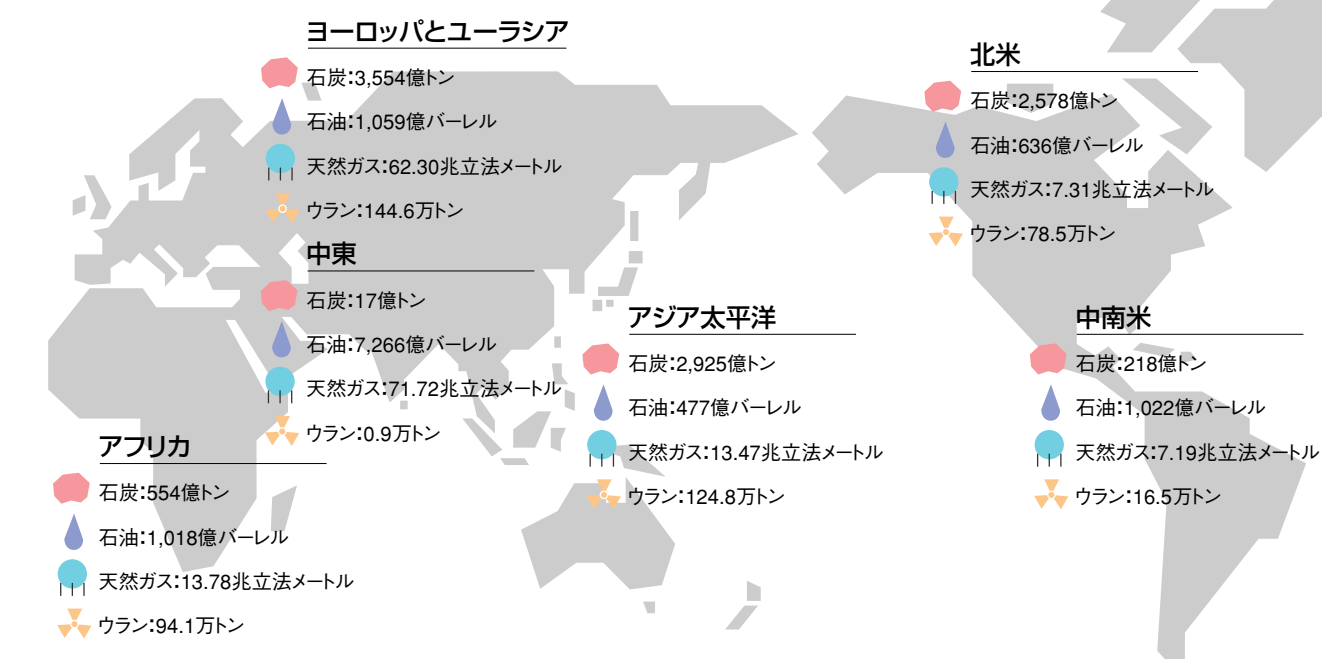 ヨーロッパとユーラシア
石炭:3,554億トン
石油:1,059億バーレル
天然ガス:62.30兆立法メートル
ウラン:144.6万トン
中東
石炭:17億トン
石油:7,266億バーレル
天然ガス:71.72兆立法メートル
ウラン:0.9万トン
アフリカ
石炭:554億トン
石油:1,018億バーレル
天然ガス:13.78兆立法メートル
ウラン:94.1万トン
アジア太平洋
石炭:2,925億トン
石油:477億バーレル
天然ガス:13.47兆立法メートル
ウラン:124.8万トン
北米
石炭:2,578億トン
石油:636億バーレル
天然ガス:7.31兆立法メートル
ウラン:78.5万トン
中南米
石炭:218億トン
石油:1,022億バーレル
天然ガス:7.19兆立法メートル
ウラン:16.5万トン